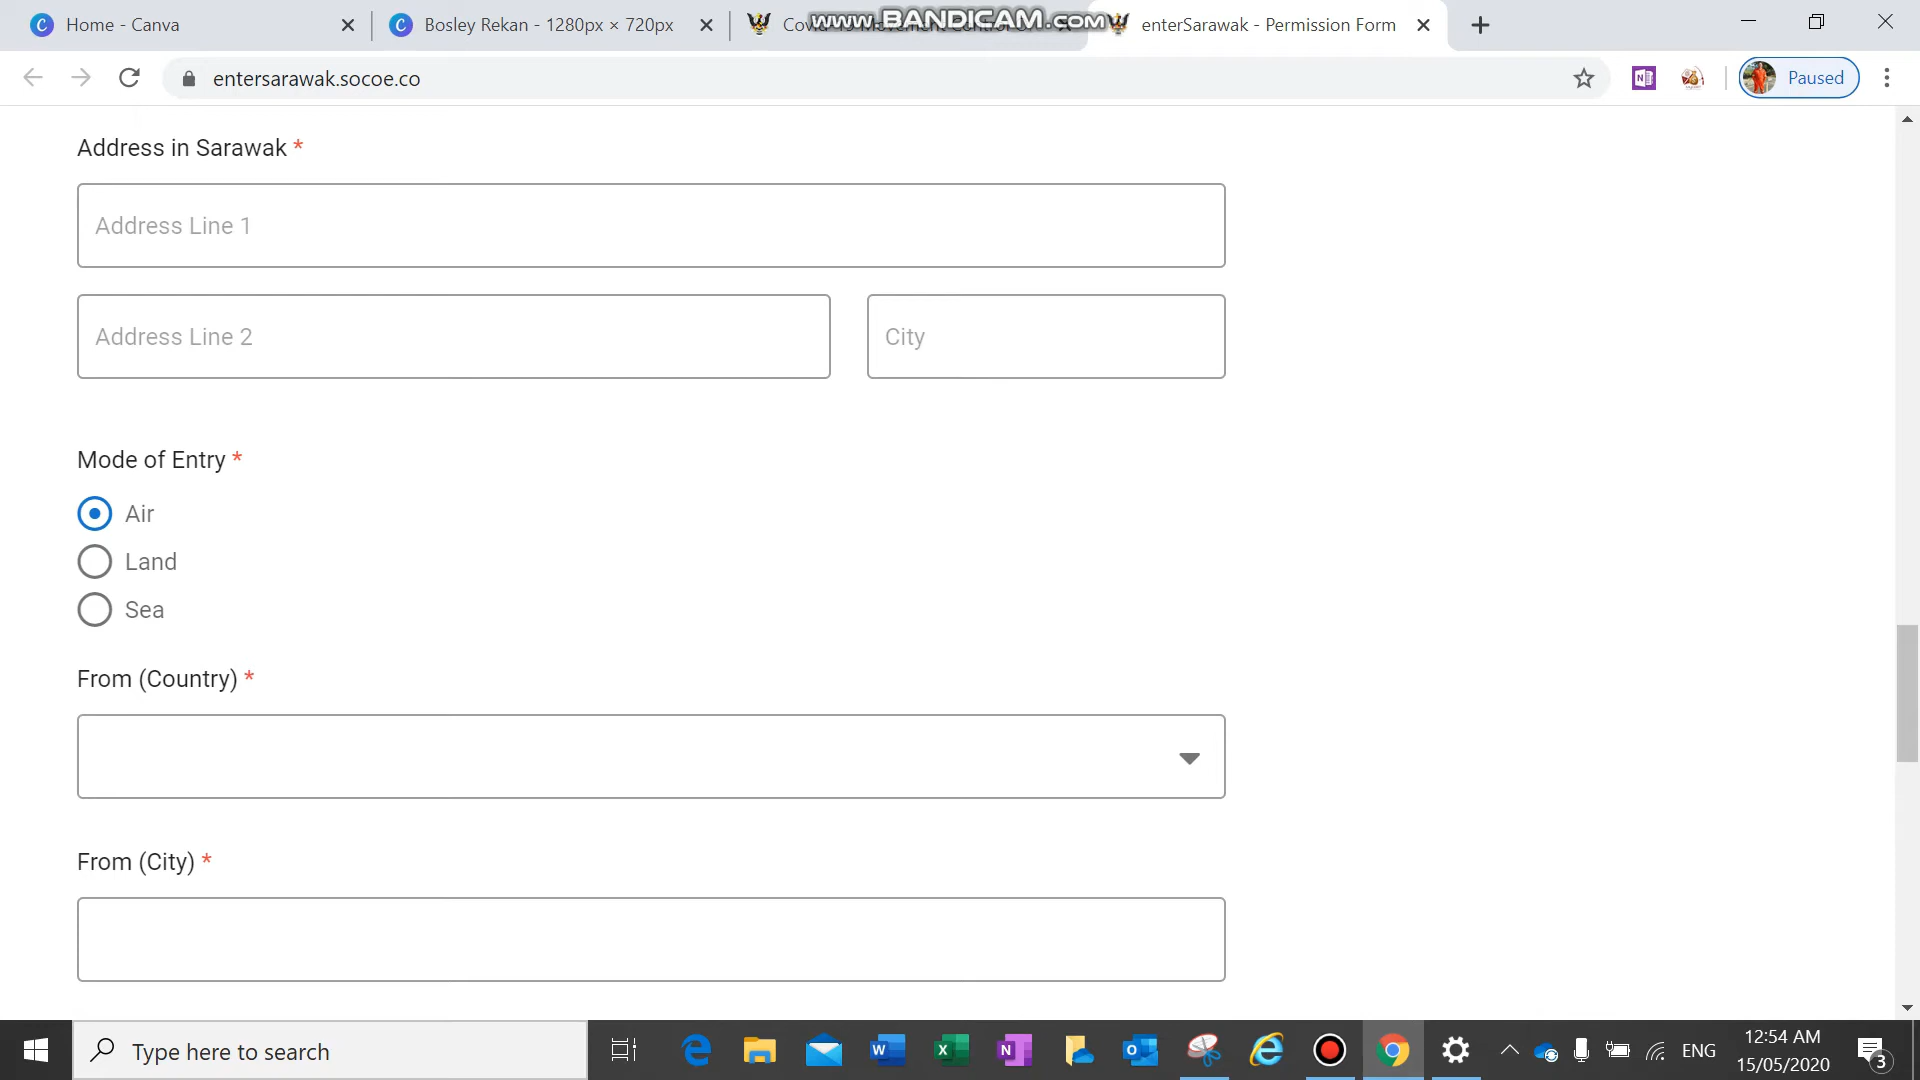 Home - Canva
Bosley Rekan - 1280px × 720px
enterSarawak - Permission Form
www.BANDICAM.com
entersarawak.socoe.co
Paused
Address in Sarawak *
Address Line 1
Address Line 2
City
Mode of Entry *
Air
Land
Sea
From (Country) *
From (City) *
Type here to search
ENG
12:54 AM
15/05/2020
3